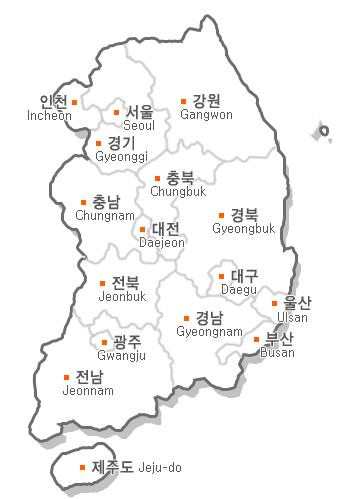 인천
Incheon
서울
Seoul
강원
Gangwon
경기
Gyeonggi
충북
Chungbuk
충남
Chungnam
경북
Gyeongbuk
대전
Daejeon
전북
Jeonbuk
대구
Daegu
울산
Ulsan
경남
Gyeongnam
광주
Gwangju
부산
Busan
전남
Jeonnam
제주도 Jeju-do